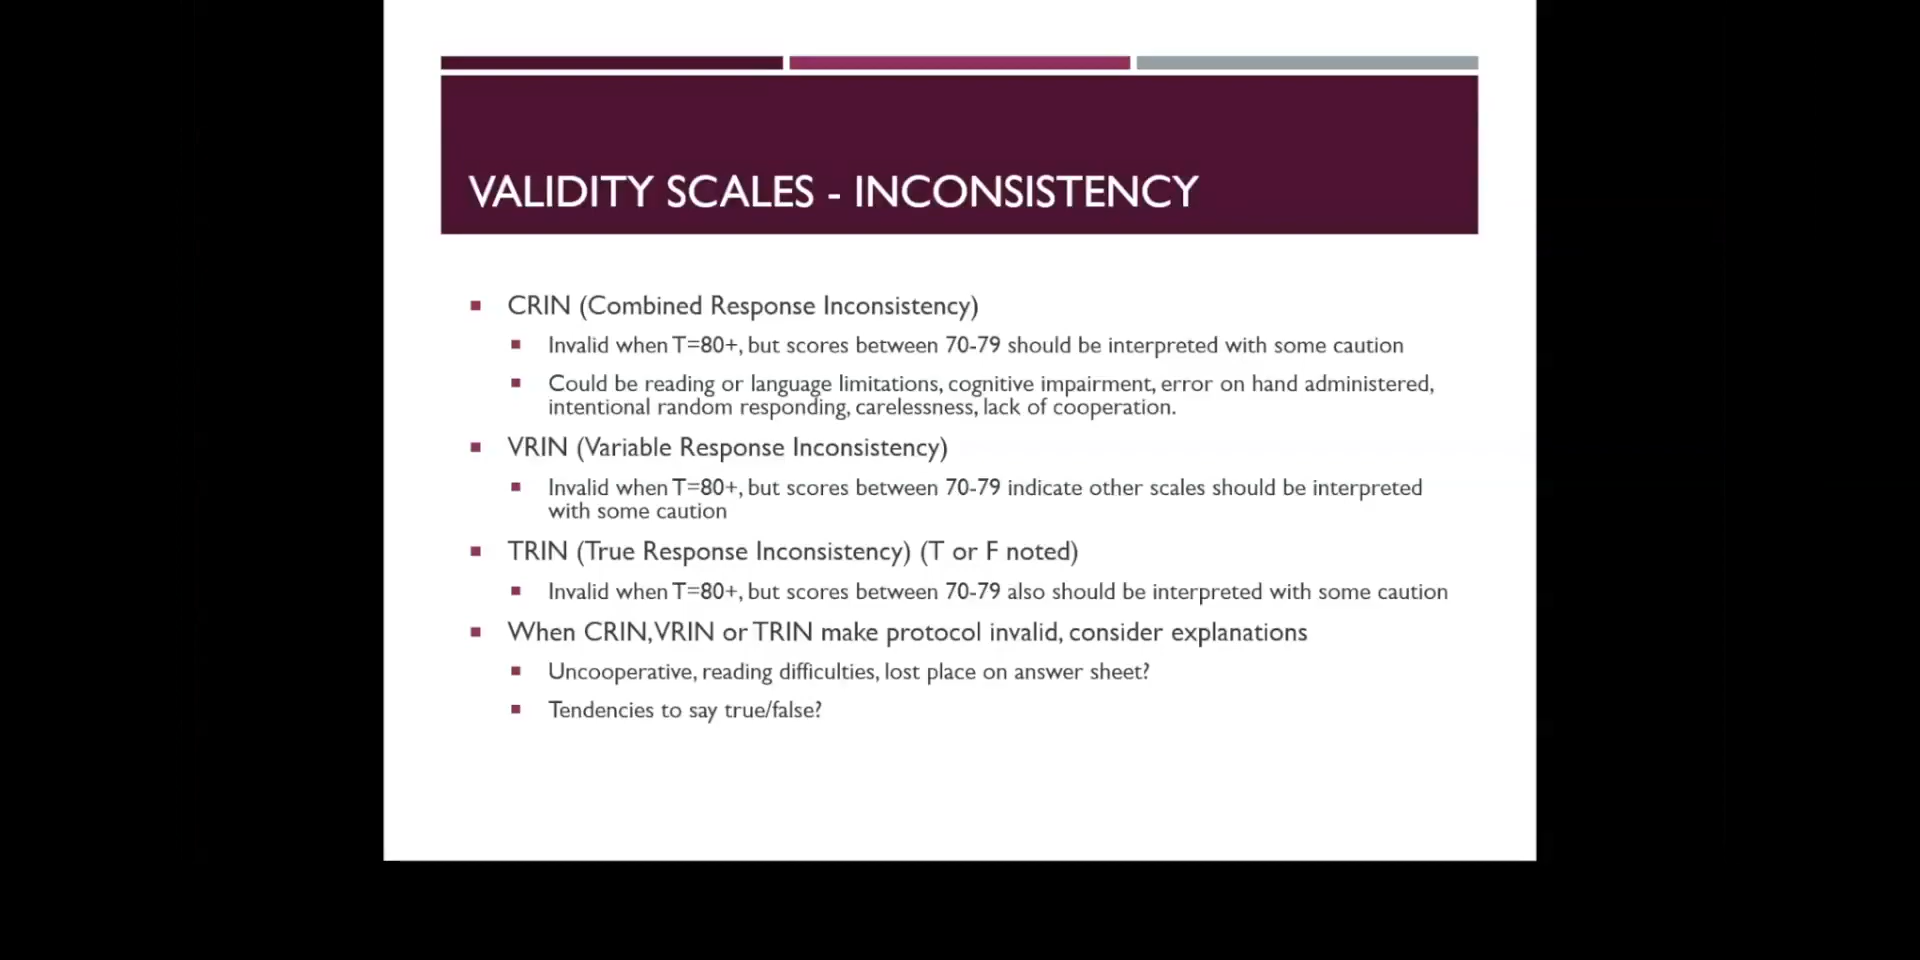 VALIDITY SCALES - INCONSISTENCY
CRIN (Combined Response Inconsistency)
Invalid when T=80+, but scores between 70-79 should be interpreted with some caution
Could be reading or language limitations, cognitive impairment, error on hand administered,
intentional random responding, carelessness, lack of cooperation.
VRIN (Variable Response Inconsistency)
Invalid when T=80+, but scores between 70-79 indicate other scales should be interpreted
with some caution
TRIN (True Response Inconsistency) (T or F noted)
Invalid when T=80+, but scores between 70-79 also should be interpreted with some caution
When CRIN, VRIN or TRIN make protocol invalid, consider explanations
Uncooperative, reading difficulties, lost place on answer sheet?
Tendencies to say true/false?